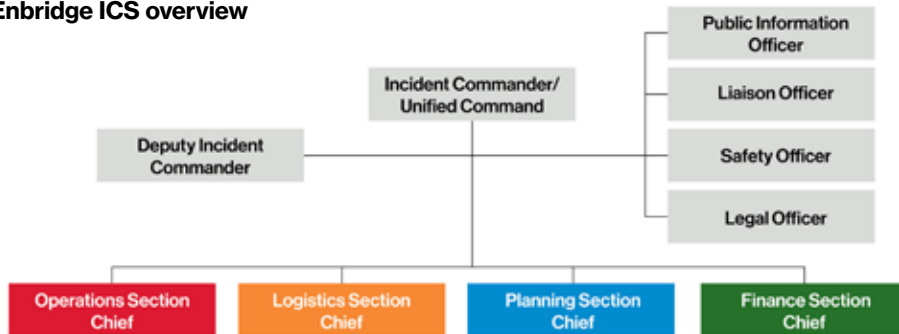 Enbridge ICS overview
Public Information
Officer
Incident Commander/
Unified Command
Liaison Officer
Deputy Incident
Commander
Safety Officer
Legal Officer
Operations Section
Chief
Logistics Section
Chief
Planning Section
Chief
Finance Section
Chief